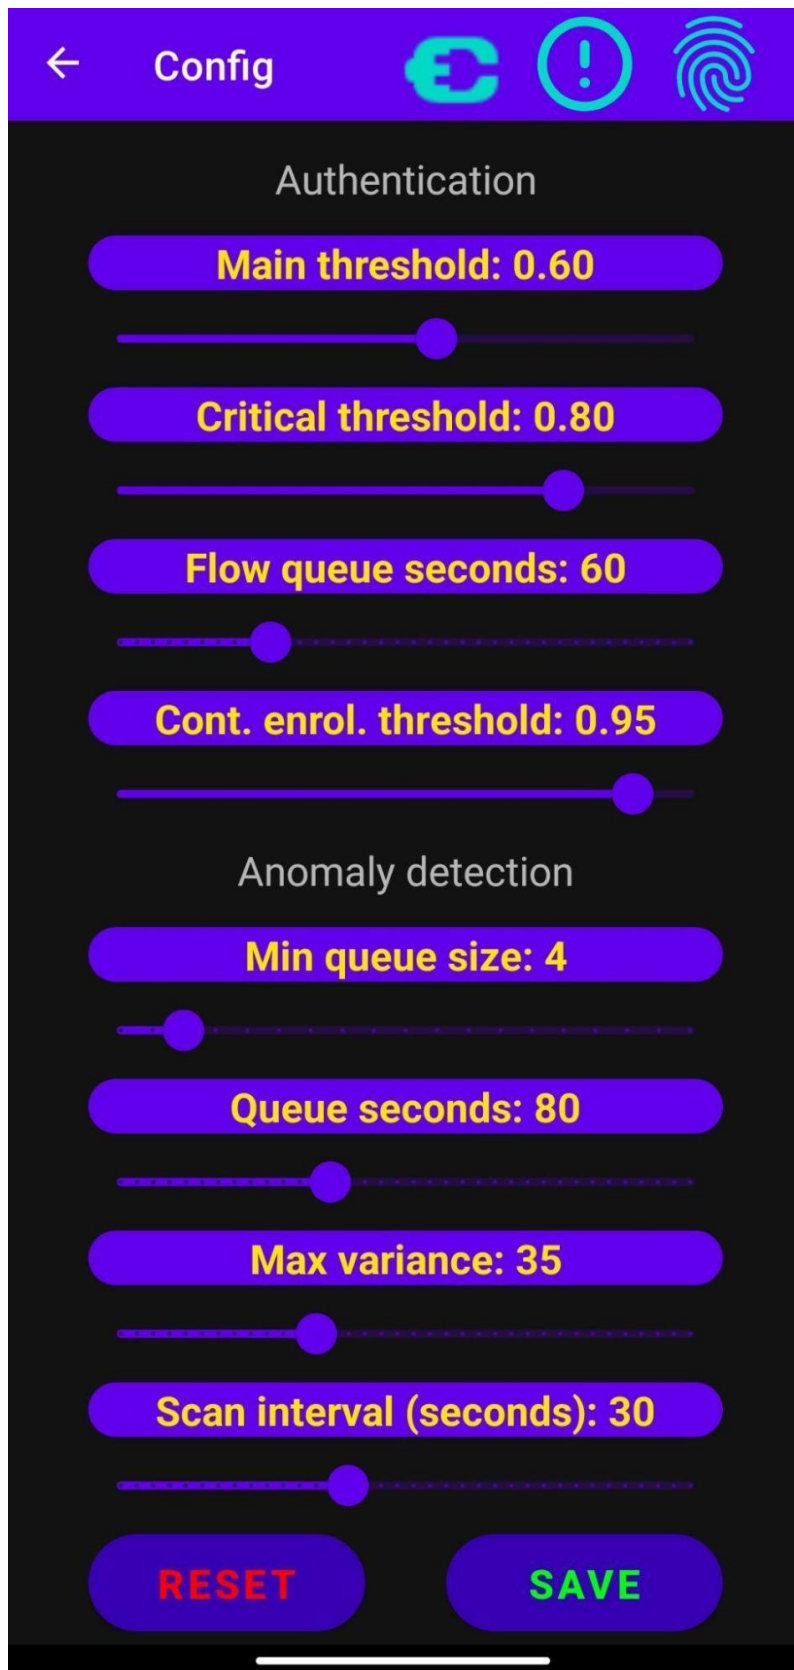 Config
Authentication
Main threshold: 0.60
Critical threshold: 0.80
Flow queue seconds: 60
Cont. enrol. threshold: 0.95
Anomaly detection
Min queue size: 4
Queue seconds: 80
Max variance: 35
Scan interval (seconds): 30
RESET
SAVE